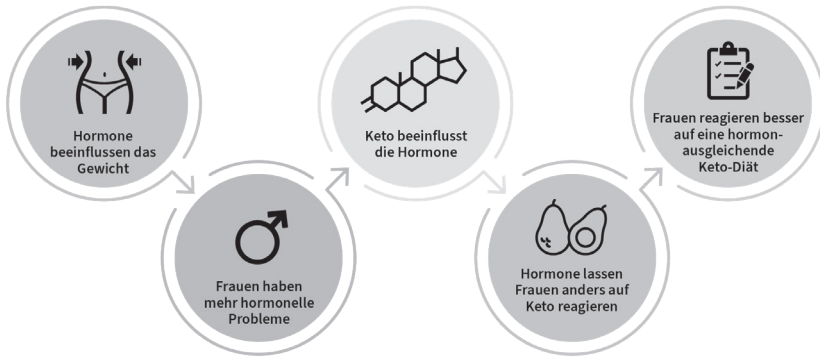 Hormone
beeinflussen das
Gewicht
Frauen haben
mehr hormonelle
Probleme
Keto beeinflusst
die Hormone
Hormone lassen
Frauen anders auf
Keto reagieren
Frauen reagieren besser
auf eine hormon-
ausgleichende
Keto-Diät